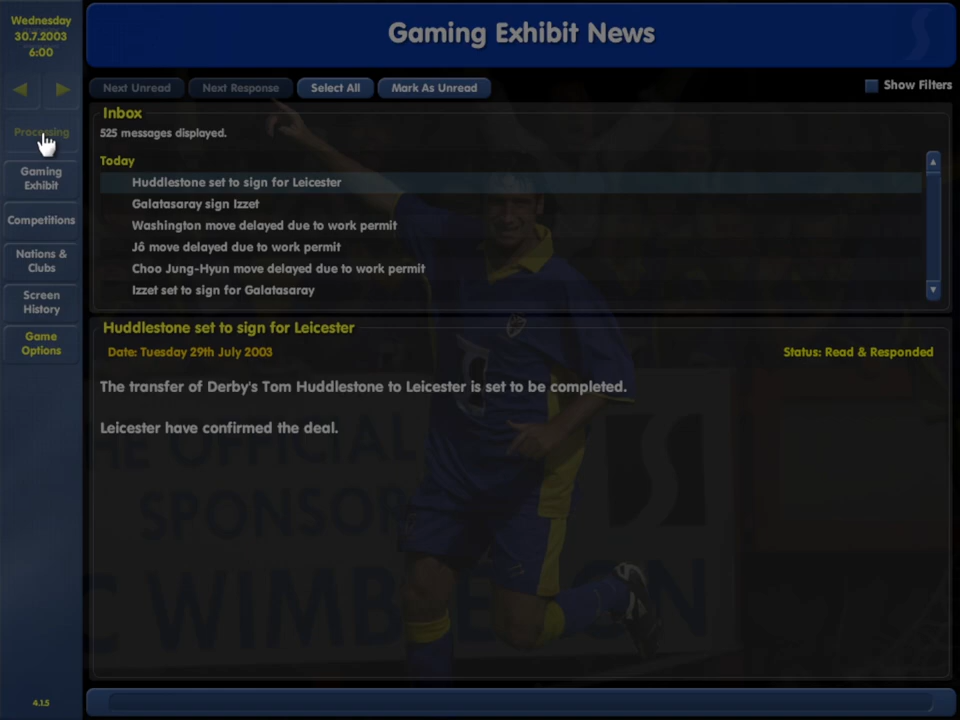 Wednesday
30.7.2003
6:00
Processing
Gaming
Exhibit
Competitions
Nations &
Clubs
Screen
History
Game
Options
4.1.5
Gaming Exhibit News
Next Unread
Next Response
Select All
Mark As Unread
Show Filters
Inbox
525 messages displayed.
Today
Huddlestone set to sign for Leicester
Galatasaray sign Izzet
Washington move delayed due to work permit
Jô move delayed due to work permit
Choo Jung-Hyun move delayed due to work permit
Izzet set to sign for Galatasaray
Huddlestone set to sign for Leicester
Date: Tuesday 29th July 2003
Status: Read & Responded
The transfer of Derby's Tom Huddlestone to Leicester is set to be completed.
Leicester have confirmed the deal.
OFFICIAL
SPONSOR